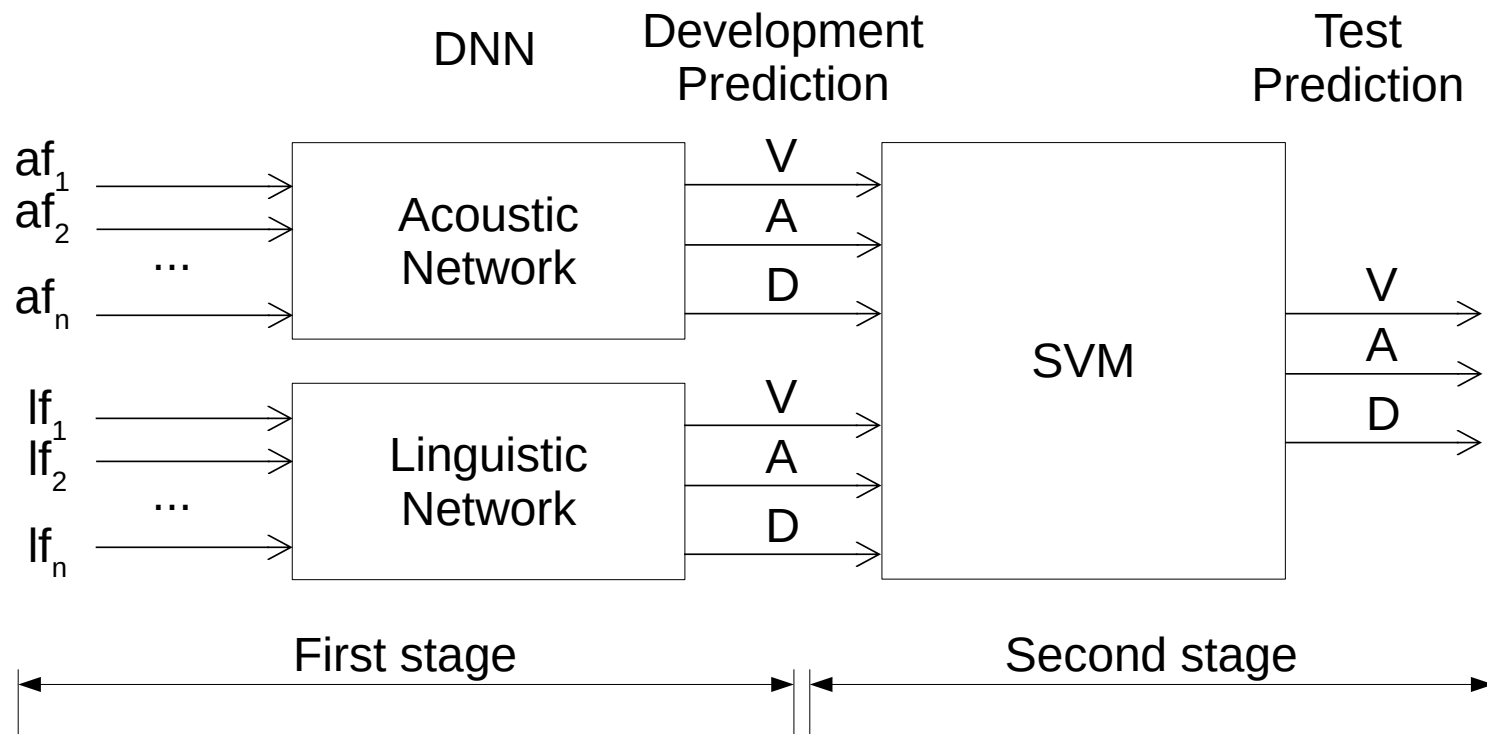 DNN
Development
Prediction
Test
Prediction
af1
af2
...
afn
Acoustic
Network
V
A
D
lf1
lf2
...
lfn
Linguistic
Network
V
A
D
SVM
V
A
D
First stage
Second stage